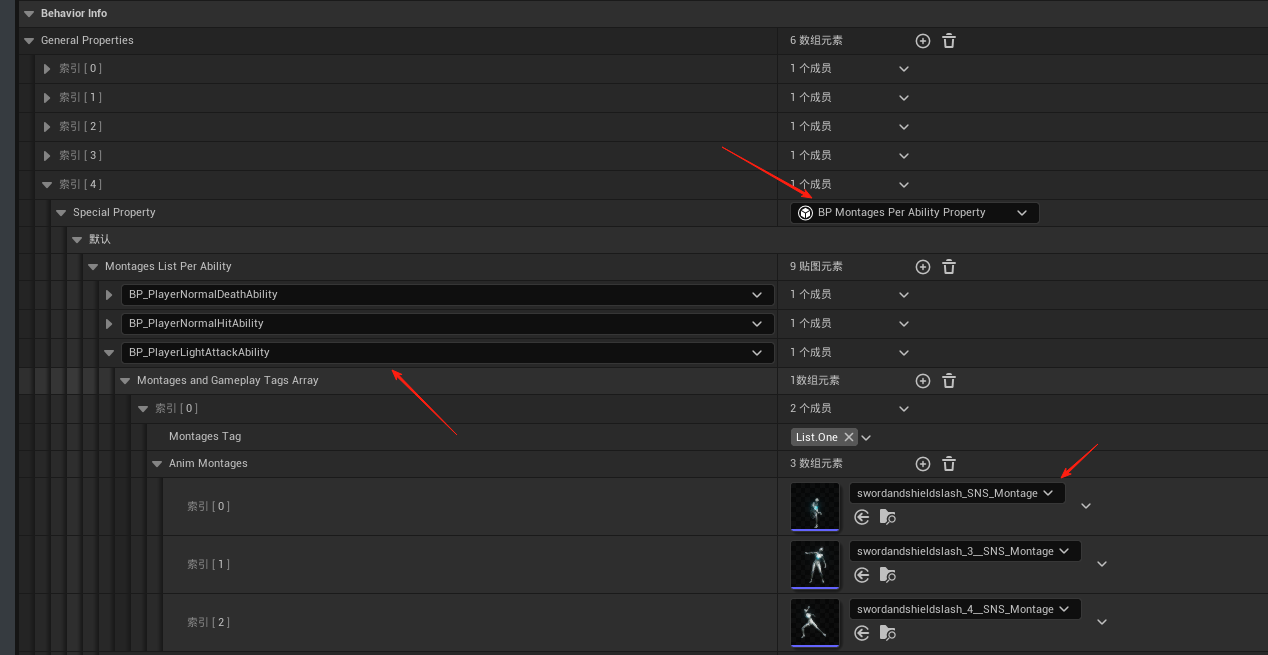 Behavior Info
General Properties 6 数组元素
索引 [ 0 ] 1 个成员
索引 [ 1 ] 1 个成员
索引 [ 2 ] 1 个成员
索引 [ 3 ] 1 个成员
索引 [ 4 ] 1 个成员
Special Property BP Montages Per Ability Property
默认
Montages List Per Ability 9 贴图元素
BP_PlayerNormalDeathAbility 1 个成员
BP_PlayerNormalHitAbility 1 个成员
BP_PlayerLightAttackAbility 1 个成员
Montages and Gameplay Tags Array 1数组元素
索引 [ 0 ] 2 个成员
Montages Tag List.One
Anim Montages 3 数组元素
索引 [ 0 ] swordandshieldslash_SNS_Montage
索引 [ 1 ] swordandshieldslash_3__SNS_Montage
索引 [ 2 ] swordandshieldslash_4__SNS_Montage